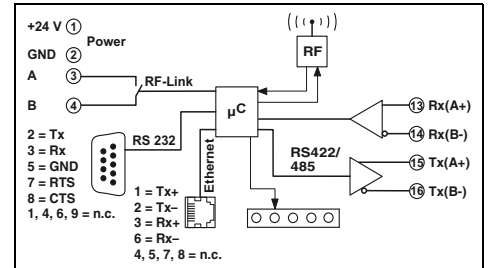 +24 V 1
Power
GND 2
A 3
RF-Link
B 4
RF
µC
13 Rx(A+)
14 Rx(B-)
RS422/
485
15 Tx(A+)
16 Tx(B-)
RS 232
2 = Tx
3 = Rx
5 = GND
7 = RTS
8 = CTS
1, 4, 6, 9 = n.c.
Ethernet
1 = Tx+
2 = Tx–
3 = Rx+
6 = Rx–
4, 5, 7, 8 = n.c.